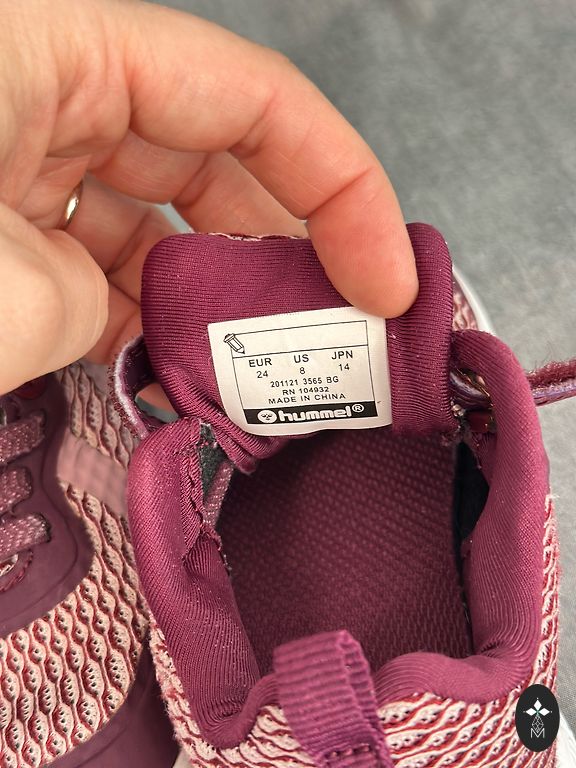 EUR US JPN
24 8 14
201121 3565 BG
RN 104932
MADE IN CHINA
hummel®
M